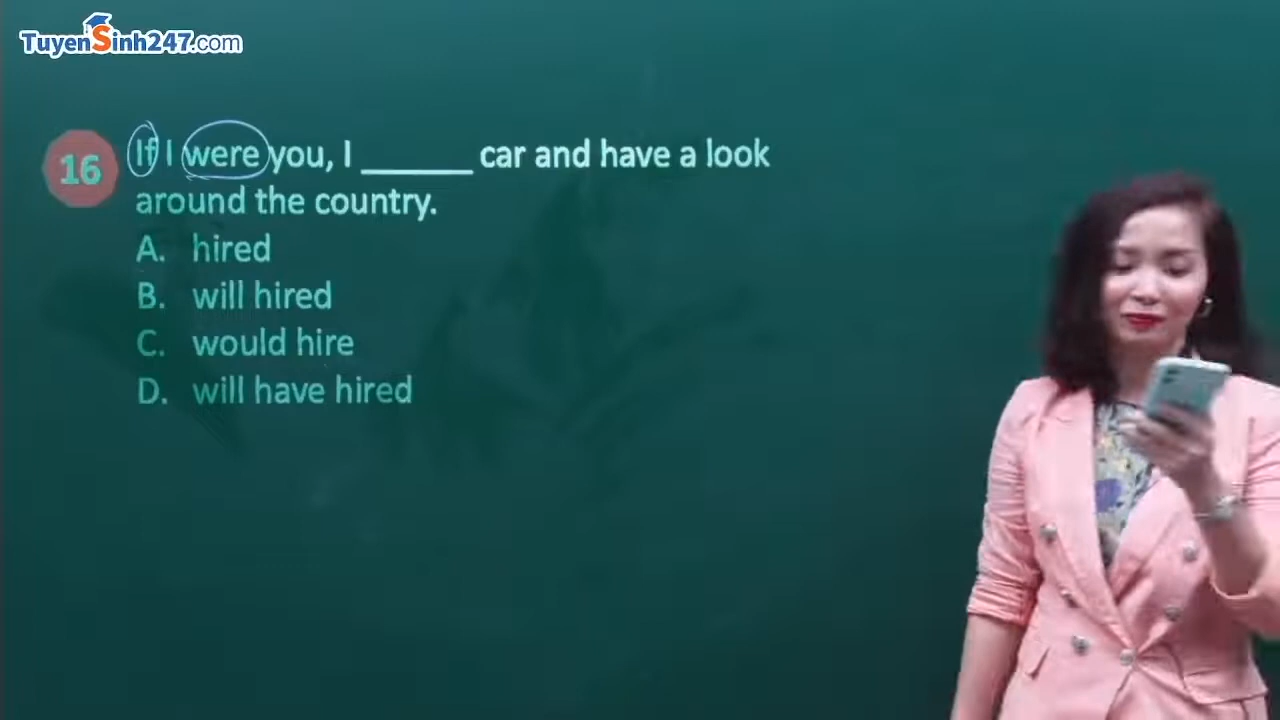 TuyenSinh247.com
16
If I were you, I ______ car and have a look
around the country.
A. hired
B. will hired
C. would hire
D. will have hired